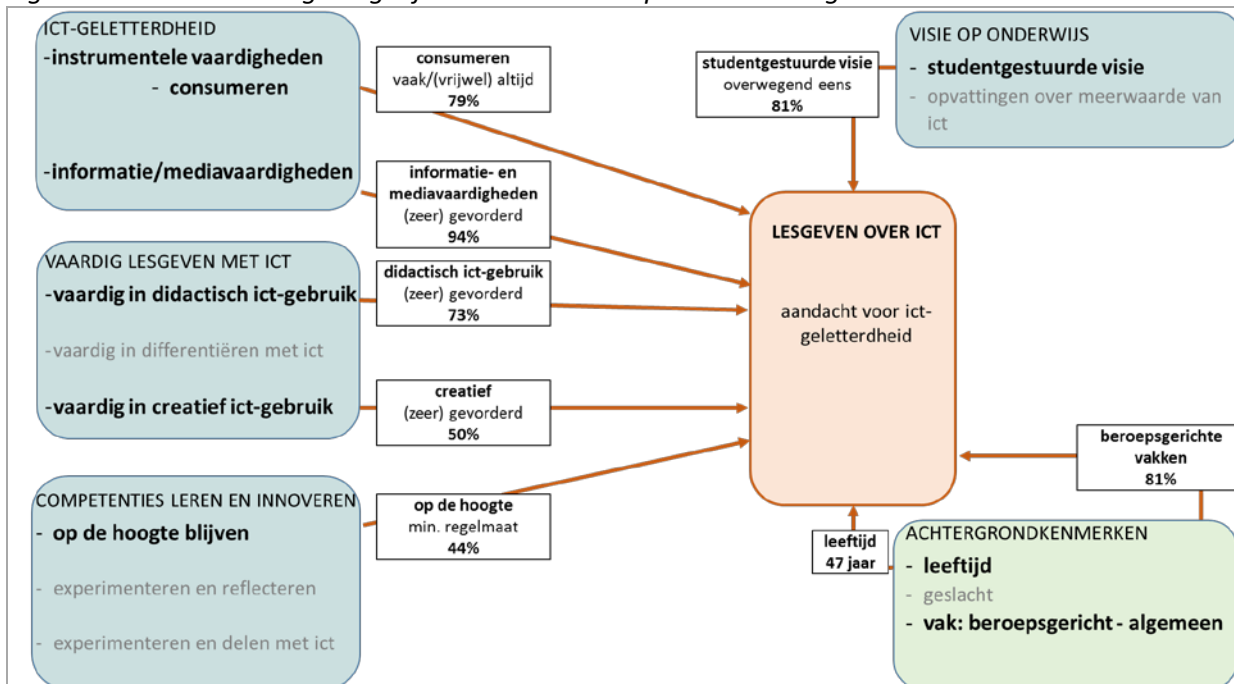 ICT-GELETTERDHEID
-instrumentele vaardigheden
- consumeren
-informatie/mediavaardigheden
consumeren
vaak/(vrijwel) altijd
79%
informatie- en
mediavaardigheden
(zeer) gevorderd
94%
VAARDIG LESGEVEN MET ICT
-vaardig in didactisch ict-gebruik
-vaardig in differentiëren met ict
-vaardig in creatief ict-gebruik
didactisch ict-gebruik
(zeer) gevorderd
73%
creatief
(zeer) gevorderd
50%
COMPETENTIES LEREN EN INNOVEREN
- op de hoogte blijven
- experimenteren en reflecteren
- experimenteren en delen met ict
op de hoogte
min. regelmaat
44%
studentgestuurde visie
overwegend eens
81%
VISIE OP ONDERWIJS
- studentgestuurde visie
- opvattingen over meerwaarde van
ict
LESGEVEN OVER ICT
aandacht voor ict-
geletterdheid
beroepsgerichte
vakken
81%
leeftijd
47 jaar
ACHTERGRONDKENMERKEN
- leeftijd
- geslacht
- vak: beroepsgericht - algemeen